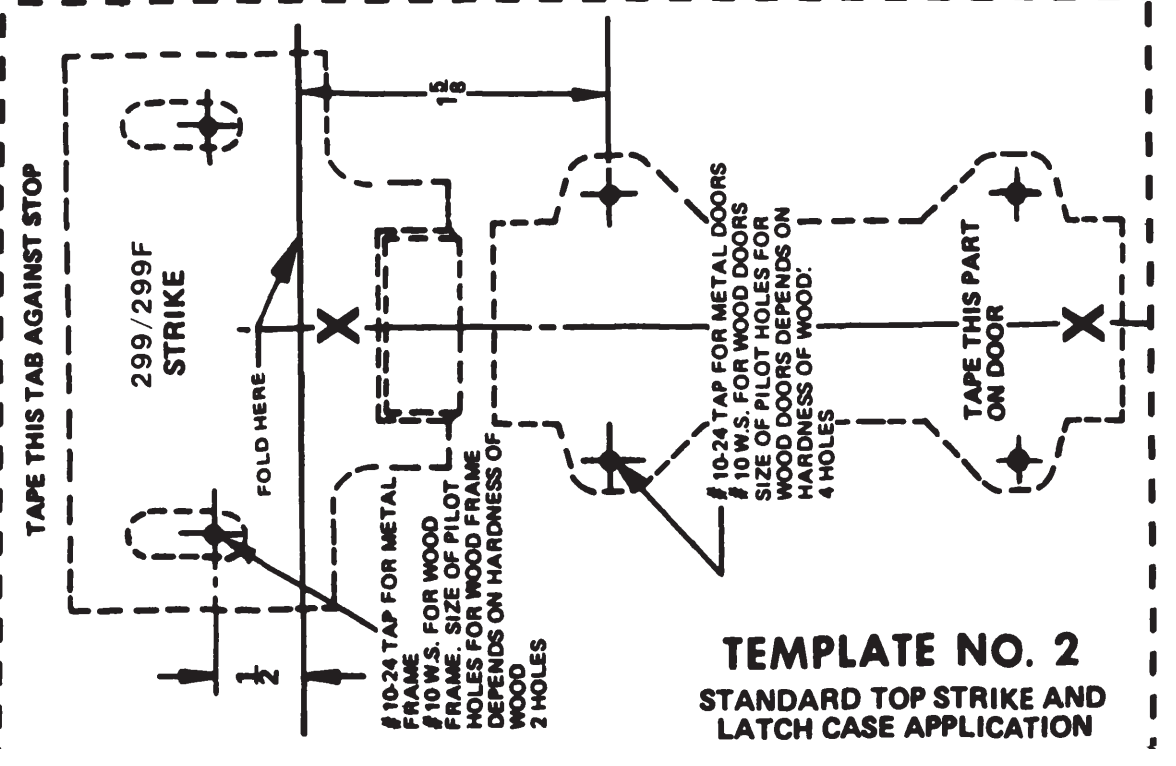 TAPE THIS TAB AGAINST STOP
299/299F
STRIKE
FOLD HERE
1 5/8
1/2
# 10-24 TAP FOR METAL
FRAME
# 10 W.S. FOR WOOD
FRAME. SIZE OF PILOT
HOLES FOR WOOD FRAME
DEPENDS ON HARDNESS OF
WOOD
2 HOLES
X
# 10-24 TAP FOR METAL DOORS
# 10 W.S. FOR WOOD DOORS
SIZE OF PILOT HOLES FOR
WOOD DOORS DEPENDS ON
HARDNESS OF WOOD.
4 HOLES
TAPE THIS PART
ON DOOR
X
TEMPLATE NO. 2
STANDARD TOP STRIKE AND
LATCH CASE APPLICATION